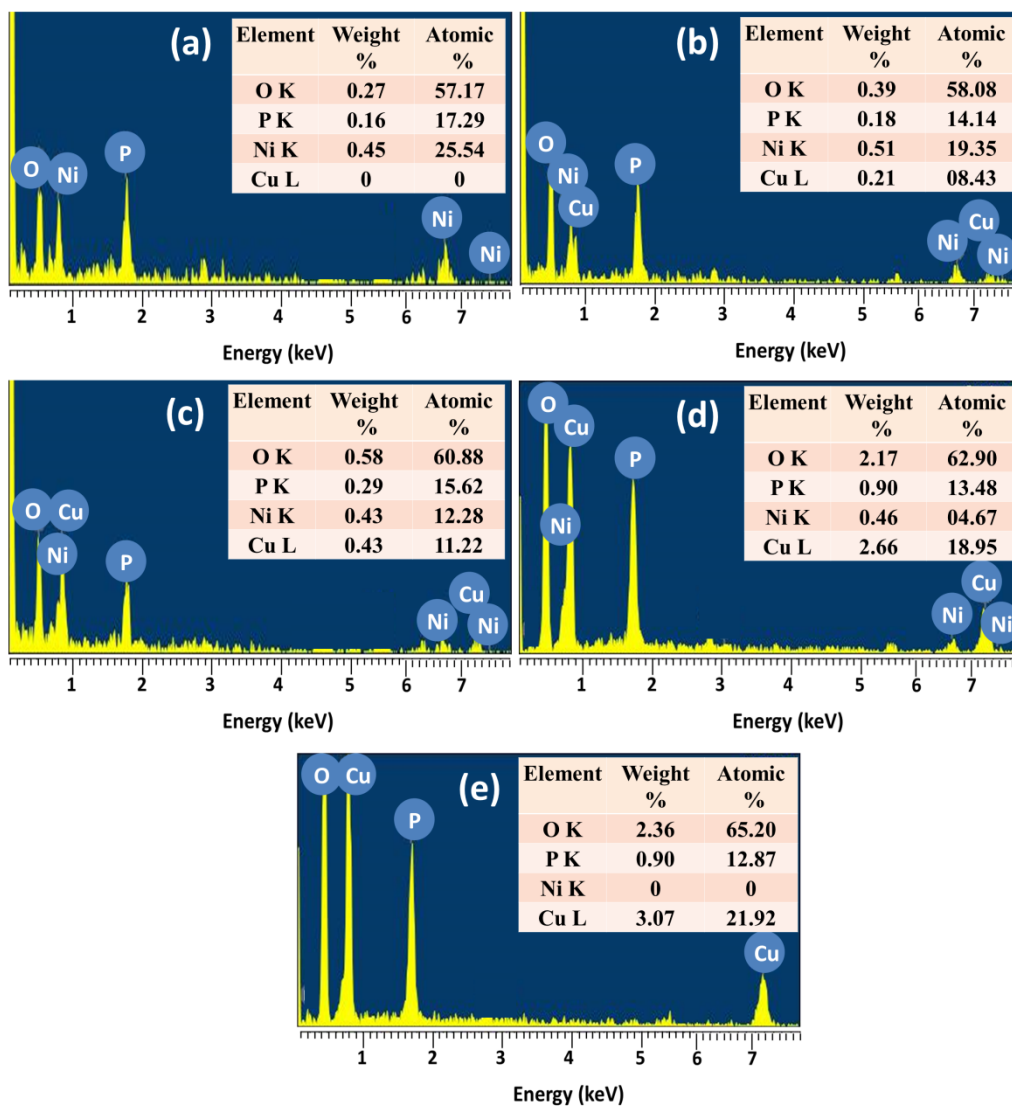 (a)
Element Weight % Atomic %
O K 0.27 57.17
P K 0.16 17.29
Ni K 0.45 25.54
Cu L 0 0
O
Ni
P
Ni
Ni
1 2 3 4 5 6 7
Energy (keV)
(b)
Element Weight % Atomic %
O K 0.39 58.08
P K 0.18 14.14
Ni K 0.51 19.35
Cu L 0.21 08.43
O
Ni
Cu
P
Ni
Cu
Ni
1 2 3 4 5 6 7
Energy (keV)
(c)
Element Weight % Atomic %
O K 0.58 60.88
P K 0.29 15.62
Ni K 0.43 12.28
Cu L 0.43 11.22
O
Cu
Ni
P
Ni
Cu
Ni
1 2 3 4 5 6 7
Energy (keV)
(d)
Element Weight % Atomic %
O K 2.17 62.90
P K 0.90 13.48
Ni K 0.46 04.67
Cu L 2.66 18.95
O
Cu
Ni
P
Ni
Cu
Ni
1 2 3 4 5 6 7
Energy (keV)
(e)
Element Weight % Atomic %
O K 2.36 65.20
P K 0.90 12.87
Ni K 0 0
Cu L 3.07 21.92
O
Cu
P
Cu
1 2 3 4 5 6 7
Energy (keV)